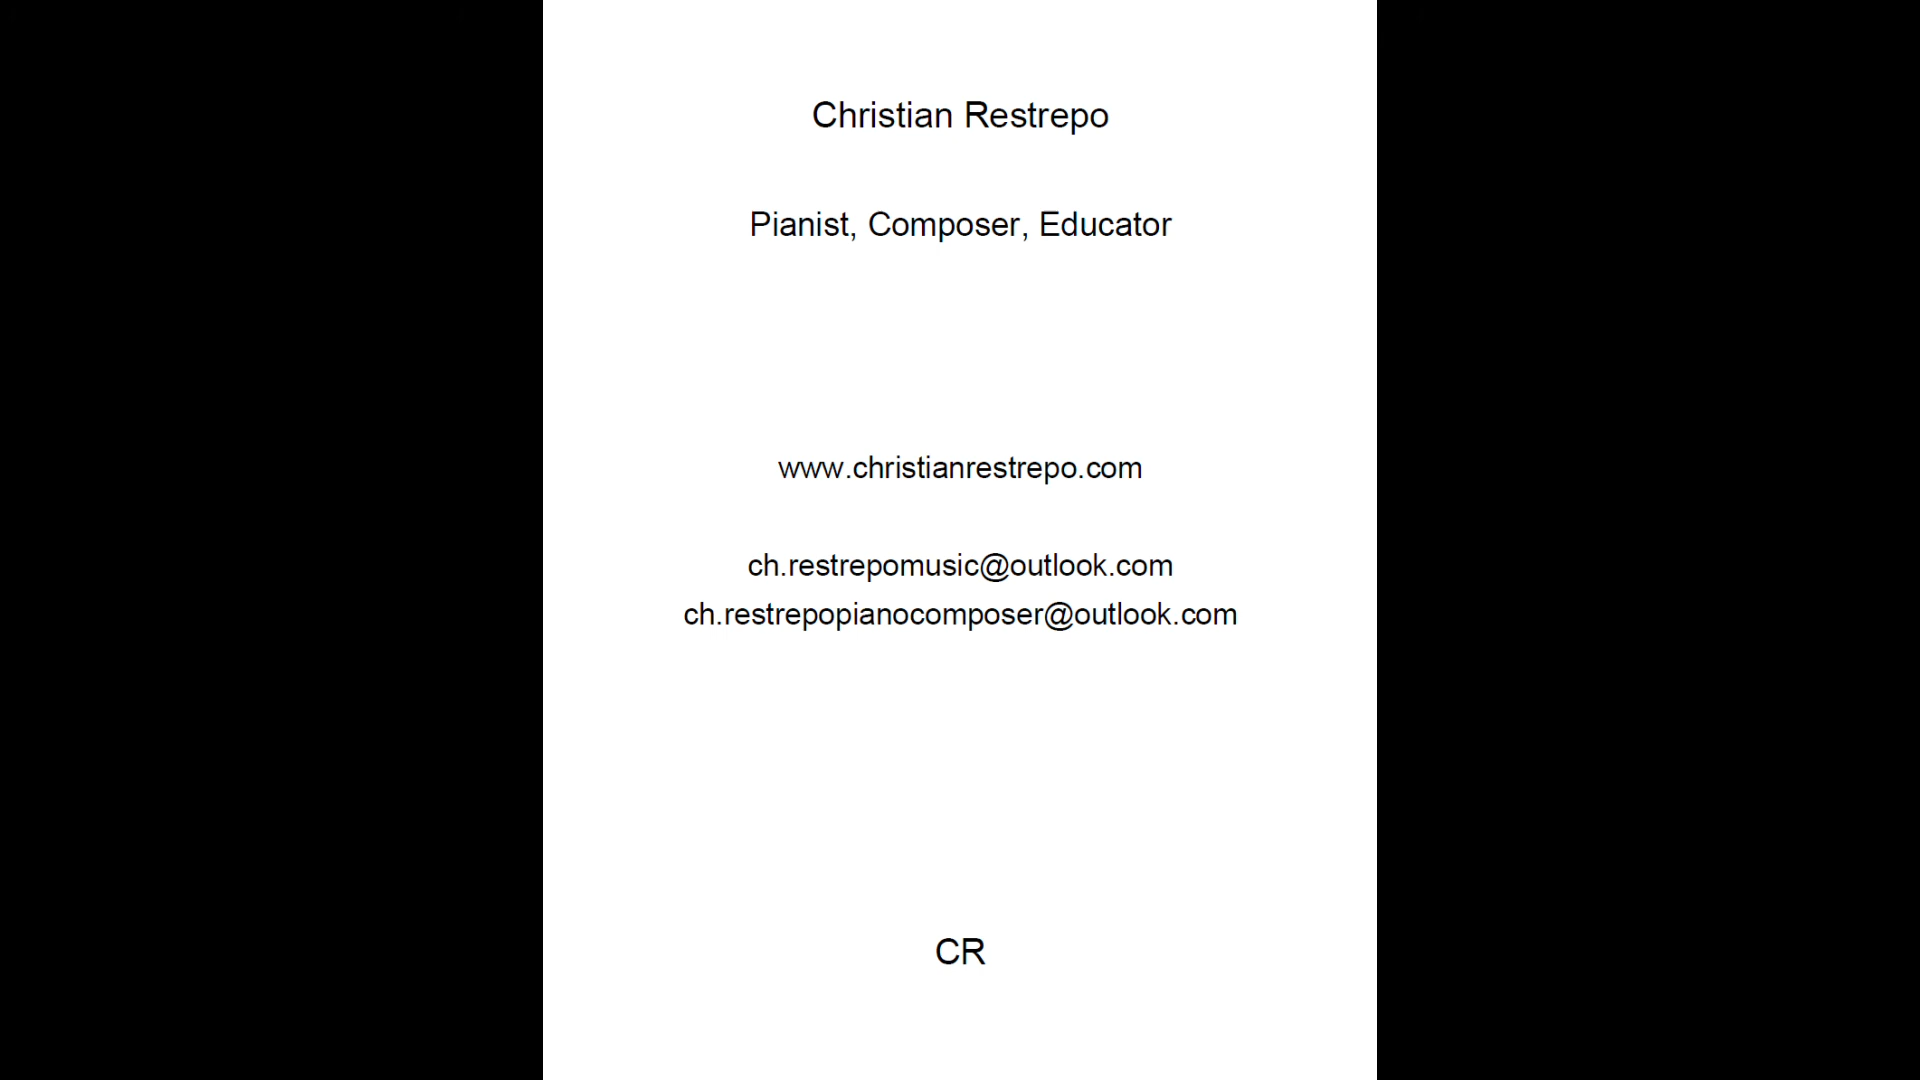 Christian Restrepo
Pianist, Composer, Educator
www.christianrestrepo.com
ch.restrepomusic@outlook.com
ch.restrepopianocomposer@outlook.com
CR